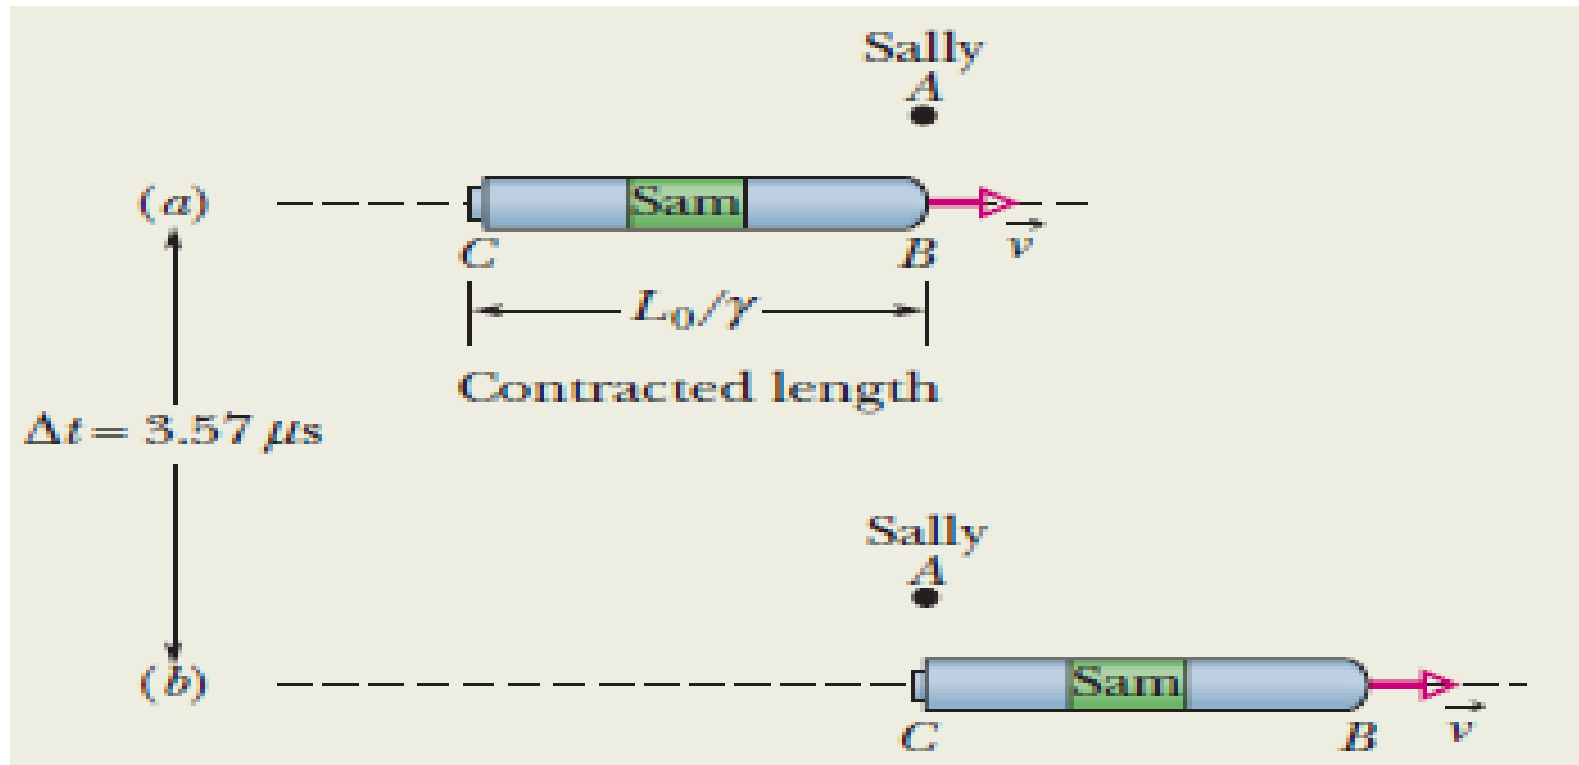 Sally
A
(a)
Sam
C
B
v
L₀/γ
Contracted length
Δt = 3.57 μs
Sally
A
(b)
Sam
C
B
v